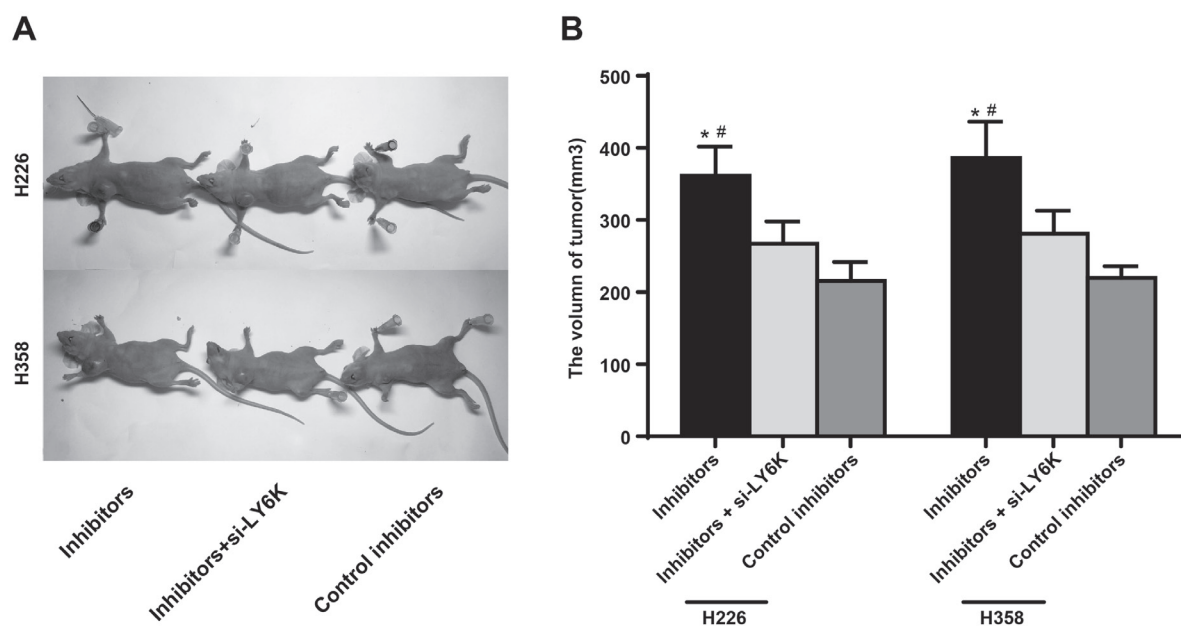 A
H226
H358
Inhibitors
Inhibitors+si-LY6K
Control inhibitors
B
The volumn of tumor(mm3)
500
400
300
200
100
0
* #
* #
Inhibitors
Inhibitors + si-LY6K
Control inhibitors
Inhibitors
Inhibitors + si-LY6K
Control inhibitors
H226
H358